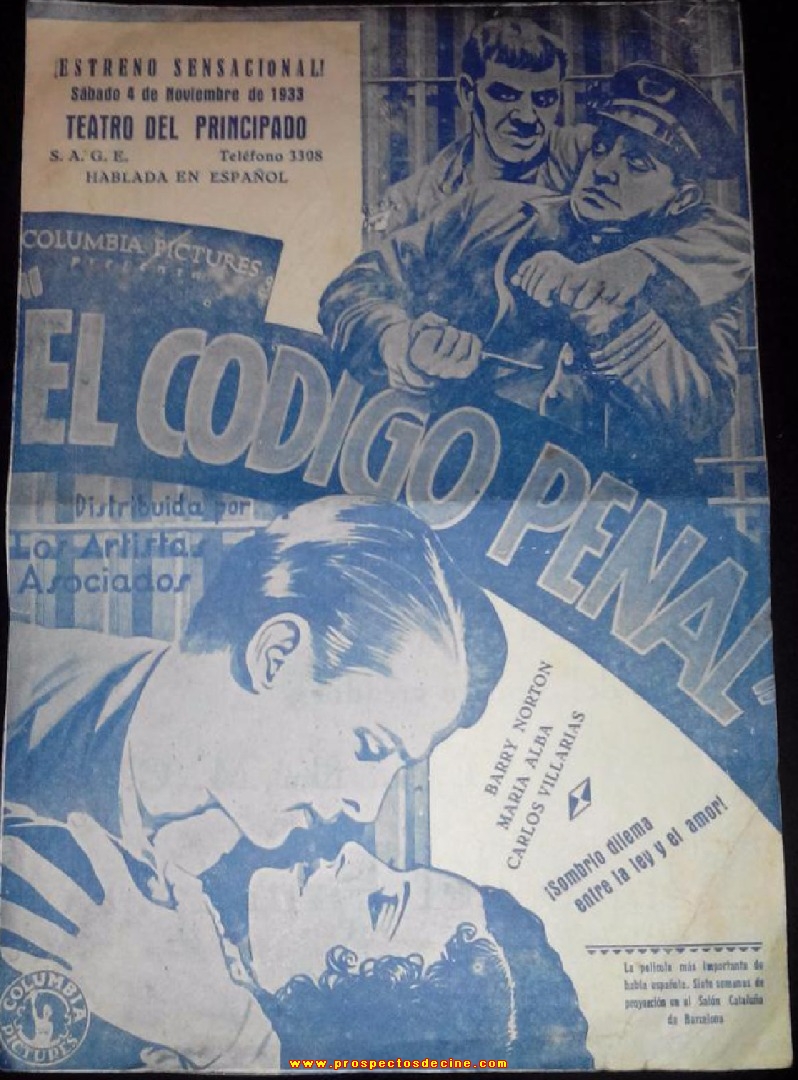 ¡ESTRENO SENSACIONAL!
Sábado 4 de Noviembre de 1933
TEATRO DEL PRINCIPADO
S. A. G. E. Teléfono 3308
HABLADA EN ESPAÑOL
COLUMBIA PICTURES
Presenta
"EL CODIGO PENAL"
Distribuida por
Los Artistas
Asociados
BARRY NORTON
MARIA ALBA
CARLOS VILLARIAS
¡Sombrío dilema
entre la ley y el amor!
La película más importante de
habla española. Siete semanas de
proyección en el Salón Cataluña
de Barcelona
COLUMBIA
PICTURES
www.prospectosdecine.com